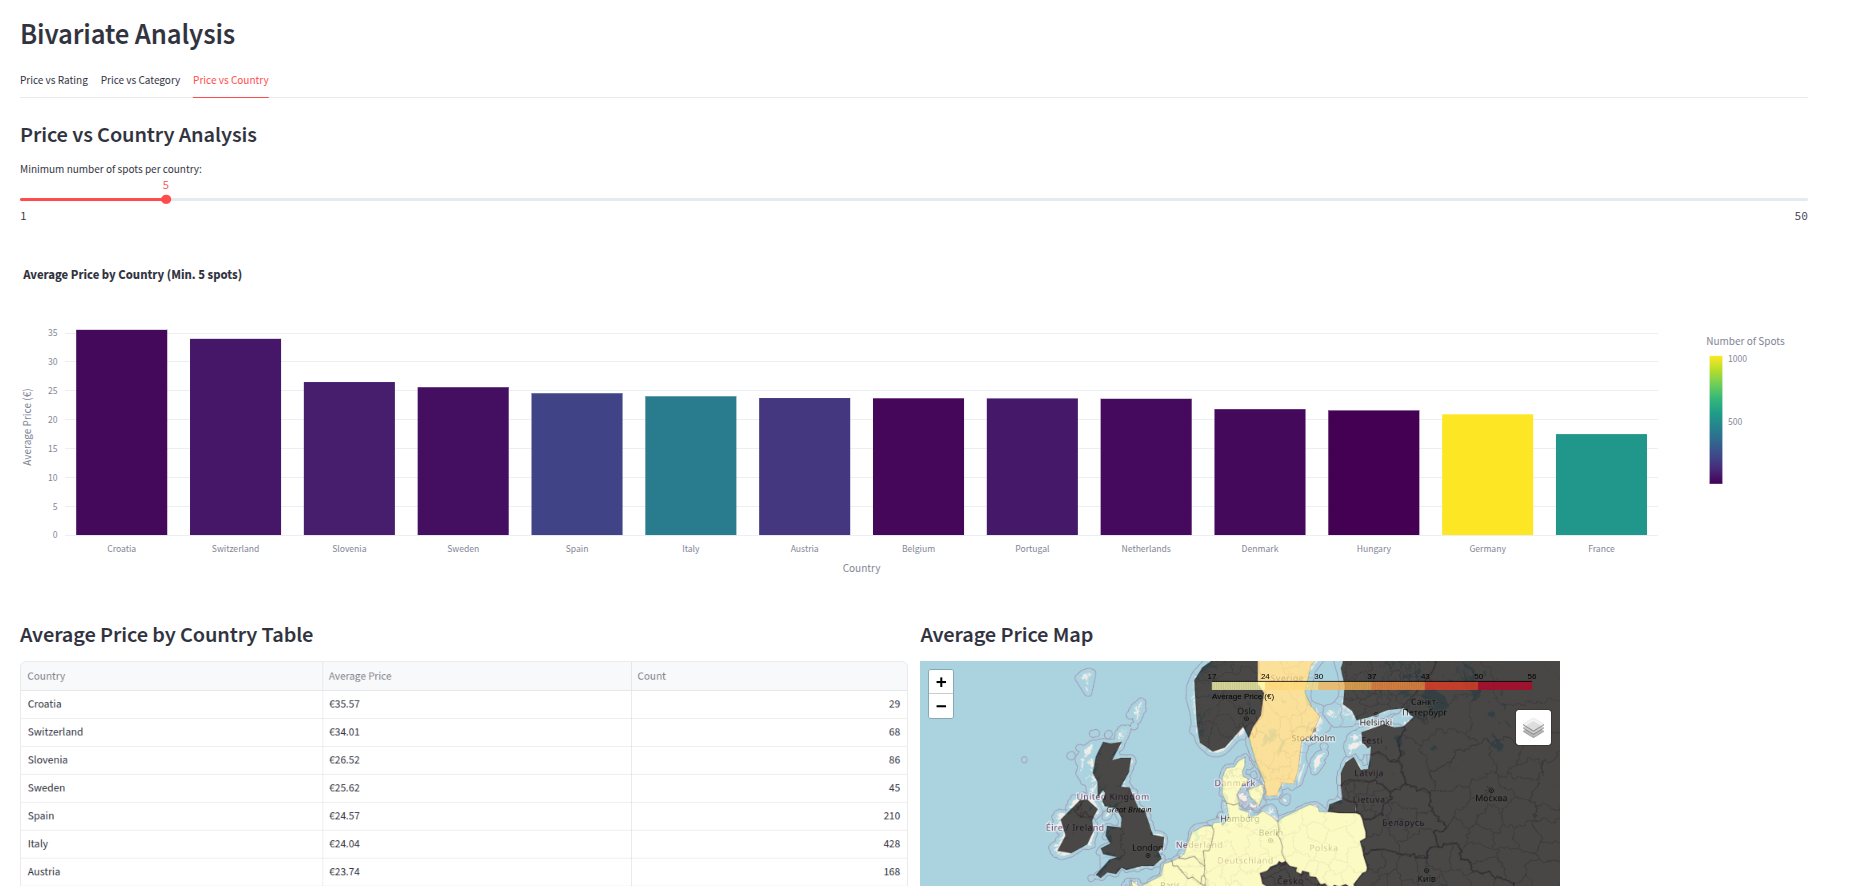 Bivariate Analysis
Price vs Rating Price vs Category Price vs Country
Price vs Country Analysis
Minimum number of spots per country:
5
1 50
Average Price by Country (Min. 5 spots)
Average Price (€)
35
30
25
20
15
10
5
0
Croatia Switzerland Slovenia Sweden Spain Italy Austria Belgium Portugal Netherlands Denmark Hungary Germany France
Country
Number of Spots
1000
500
Average Price by Country Table
Country Average Price Count
Croatia €35.57 29
Switzerland €34.01 68
Slovenia €26.52 86
Sweden €25.62 45
Spain €24.57 210
Italy €24.04 428
Austria €23.74 168
Average Price Map
+
−
17 24 30 37 43 50 56
Average Price (€)
Sverige
Oslo
Stockholm
Helsinki
Санкт
Петербург
Eesti
Latvija
Lietuva
Москва
Беларусь
Danmark
United Kingdom
Great Britain
Éire / Ireland
London
Hamburg
Berlin
Nederland
Deutschland
Polska
Česko
Київ
Paris